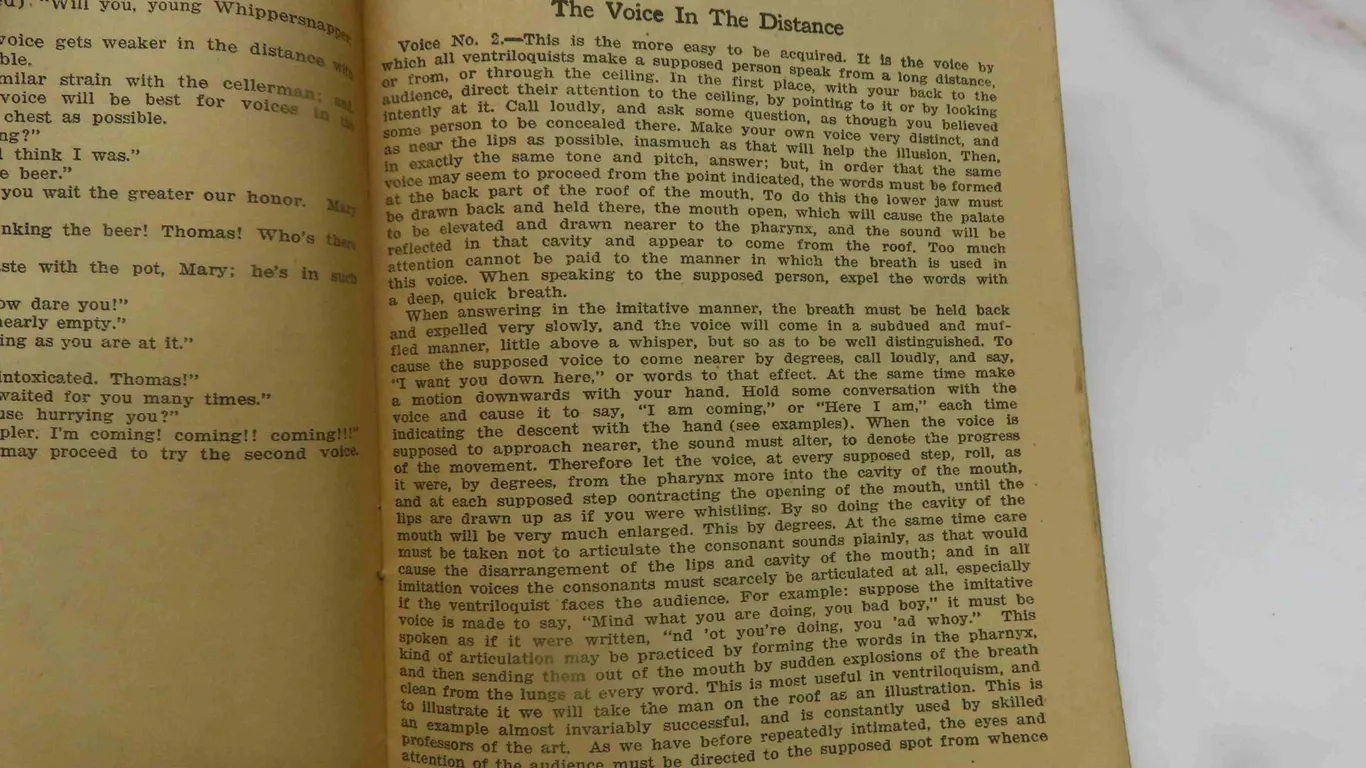 ed). "Will you, young Whippersnapper,
voice gets weaker in the distance with
ble.
milar strain with the cellerman; and
voice will be best for voices in the
chest as possible.
ng?"
I think I was."
e beer."
you wait the greater our honor. Mary
nking the beer! Thomas! Who's there
aste with the pot, Mary; he's in such
ow dare you!"
nearly empty."
ing as you are at it."
intoxicated. Thomas!"
waited for you many times."
use hurrying you?"
pler. I'm coming! coming!! coming!!!"
may proceed to try the second voice.
The Voice In The Distance
Voice No. 2.—This is the more easy to be acquired. It is the voice by
which all ventriloquists make a supposed person speak from a long distance,
or from, or through the ceiling. In the first place, with your back to the
audience, direct their attention to the ceiling, by pointing to it or by looking
intently at it. Call loudly, and ask some question, as though you believed
some person to be concealed there. Make your own voice very distinct, and
as near the lips as possible, inasmuch as that will help the illusion. Then,
in exactly the same tone and pitch, answer; but, in order that the same
voice may seem to proceed from the point indicated, the words must be formed
at the back part of the roof of the mouth. To do this the lower jaw must
be drawn back and held there, the mouth open, which will cause the palate
to be elevated and drawn nearer to the pharynx, and the sound will be
reflected in that cavity and appear to come from the roof. Too much
attention cannot be paid to the manner in which the breath is used in
this voice. When speaking to the supposed person, expel the words with
a deep, quick breath.
When answering in the imitative manner, the breath must be held back
and expelled very slowly, and the voice will come in a subdued and muf-
fled manner, little above a whisper, but so as to be well distinguished. To
cause the supposed voice to come nearer by degrees, call loudly, and say,
"I want you down here," or words to that effect. At the same time make
a motion downwards with your hand. Hold some conversation with the
voice and cause it to say, "I am coming," or "Here I am," each time
indicating the descent with the hand (see examples). When the voice is
supposed to approach nearer, the sound must alter, to denote the progress
of the movement. Therefore let the voice, at every supposed step, roll, as
it were, by degrees, from the pharynx more into the cavity of the mouth,
and at each supposed step contracting the opening of the mouth, until the
lips are drawn up as if you were whistling. By so doing the cavity of the
mouth will be very much enlarged. This by degrees. At the same time care
must be taken not to articulate the consonant sounds plainly, as that would
cause the disarrangement of the lips and cavity of the mouth; and in all
imitation voices the consonants must scarcely be articulated at all, especially
if the ventriloquist faces the audience. For example: suppose the imitative
voice is made to say, "Mind what you are doing, you bad boy," it must be
spoken as if it were written, "nd 'ot you're doing, you 'ad whoy." This
kind of articulation may be practiced by forming the words in the pharnyx,
and then sending them out of the mouth by sudden explosions of the breath
clean from the lungs at every word. This is most useful in ventriloquism, and
to illustrate it we will take the man on the roof as an illustration. This is
an example almost invariably successful, and is constantly used by skilled
professors of the art. As we have before repeatedly intimated, the eyes and
attention of the audience must be directed to the supposed spot from whence